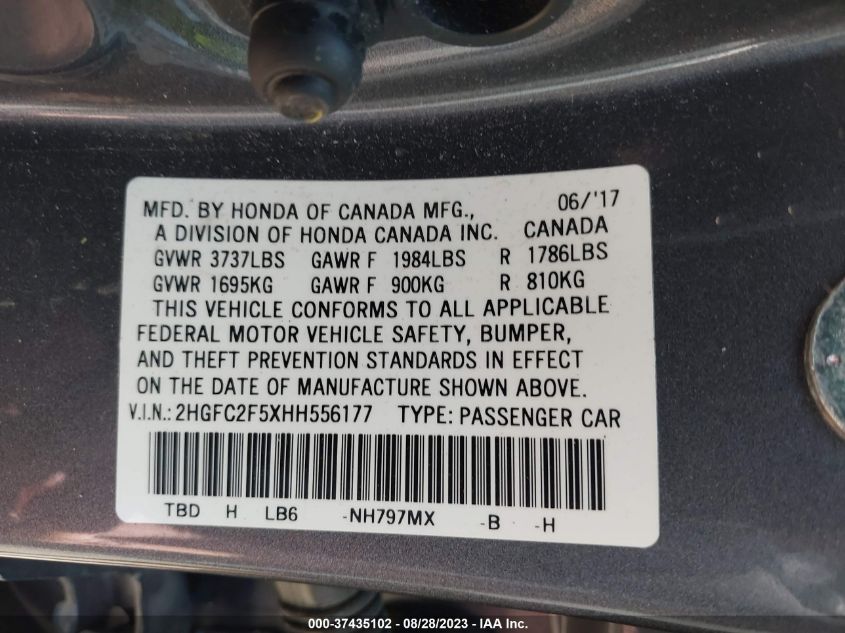 MFD. BY HONDA OF CANADA MFG., 06/'17
A DIVISION OF HONDA CANADA INC. CANADA
GVWR 3737LBS GAWR F 1984LBS R 1786LBS
GVWR 1695KG GAWR F 900KG R 810KG
THIS VEHICLE CONFORMS TO ALL APPLICABLE
FEDERAL MOTOR VEHICLE SAFETY, BUMPER,
AND THEFT PREVENTION STANDARDS IN EFFECT
ON THE DATE OF MANUFACTURE SHOWN ABOVE.
V.I.N.: 2HGFC2F5XHH556177 TYPE: PASSENGER CAR
TBD H LB6 -NH797MX -B -H
000-37435102 - 08/28/2023 - IAA Inc.